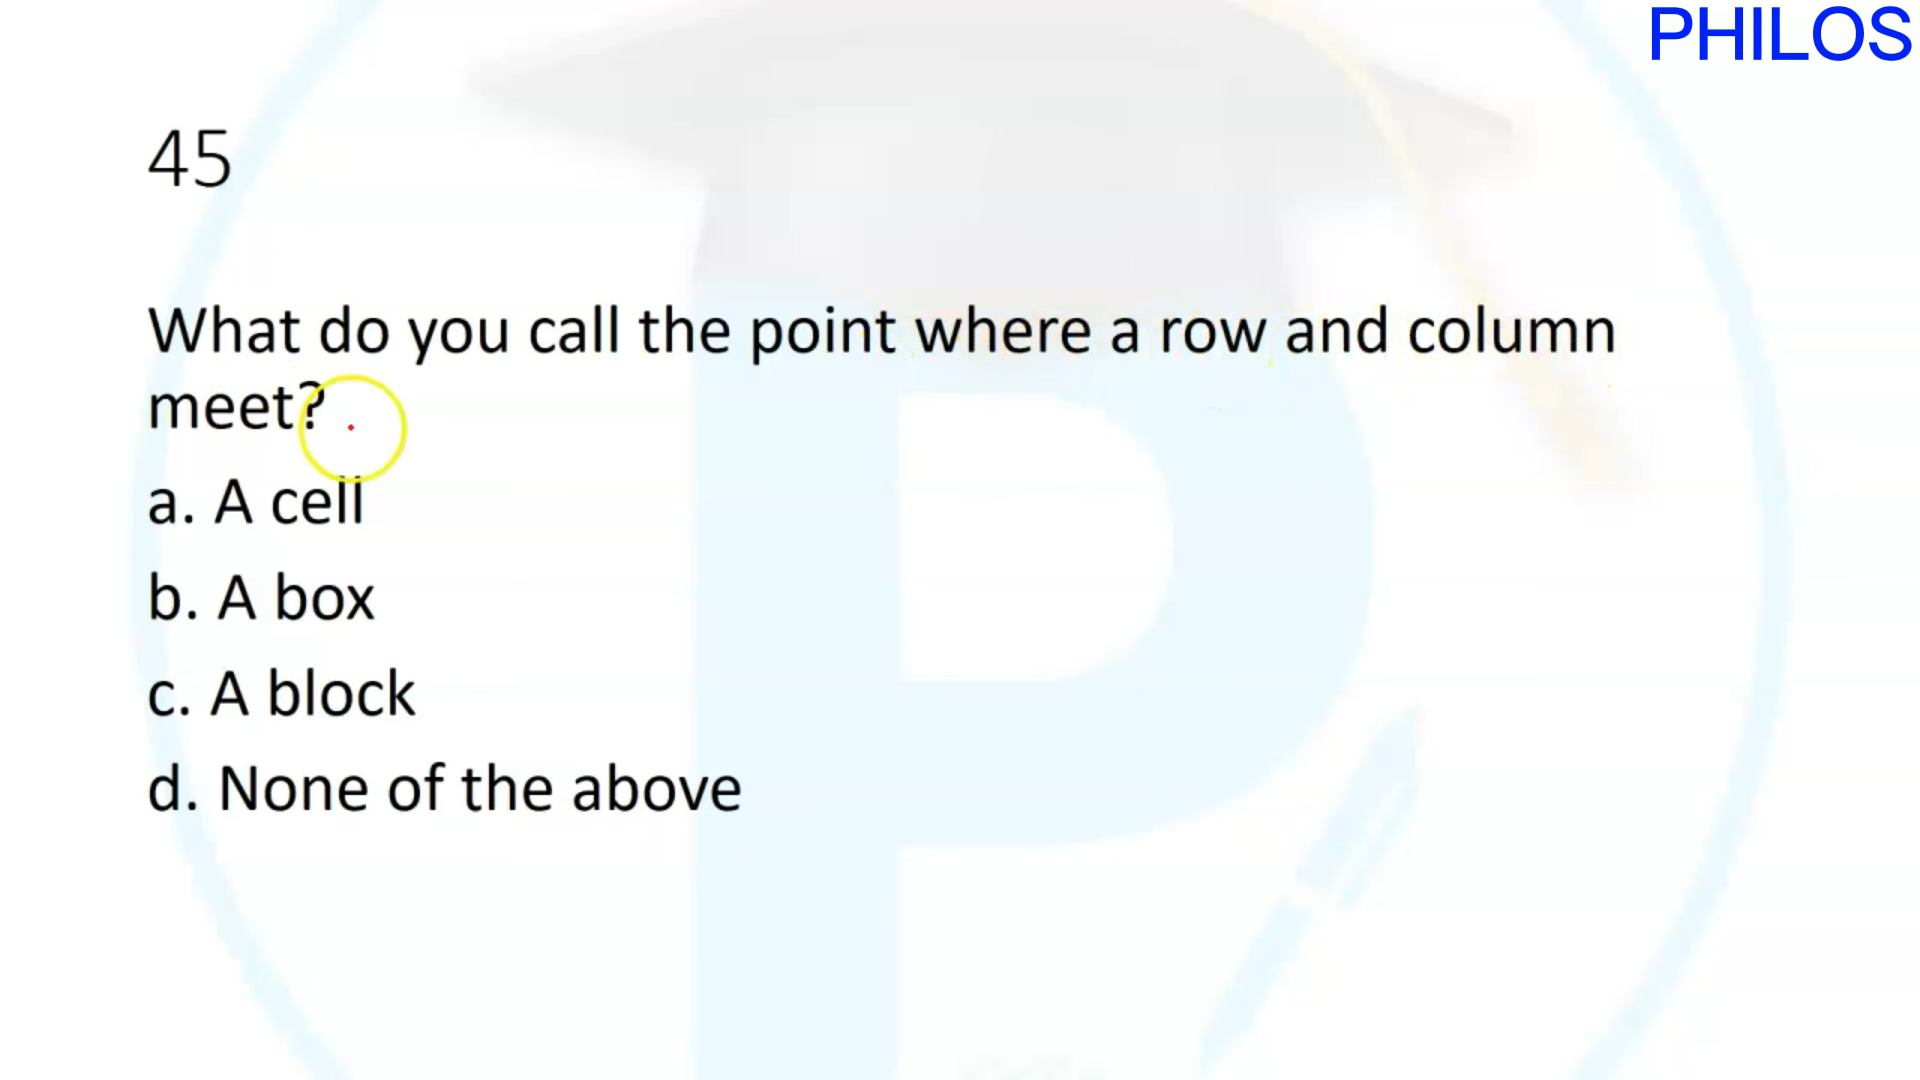 PHILOS
45
What do you call the point where a row and column
meet?
a. A cell
b. A box
c. A block
d. None of the above